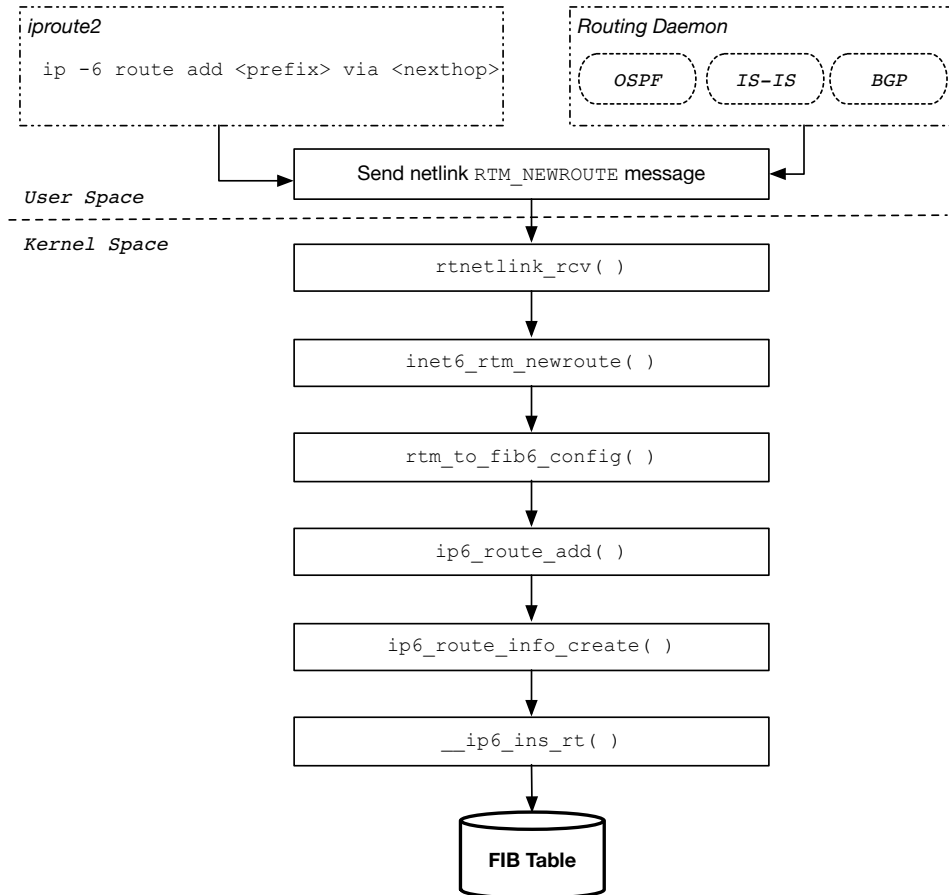 iproute2
ip -6 route add <prefix> via <nexthop>
Routing Daemon
OSPF
IS-IS
BGP
Send netlink RTM_NEWROUTE message
User Space
Kernel Space
rtnetlink_rcv( )
inet6_rtm_newroute( )
rtm_to_fib6_config( )
ip6_route_add( )
ip6_route_info_create( )
__ip6_ins_rt( )
FIB Table